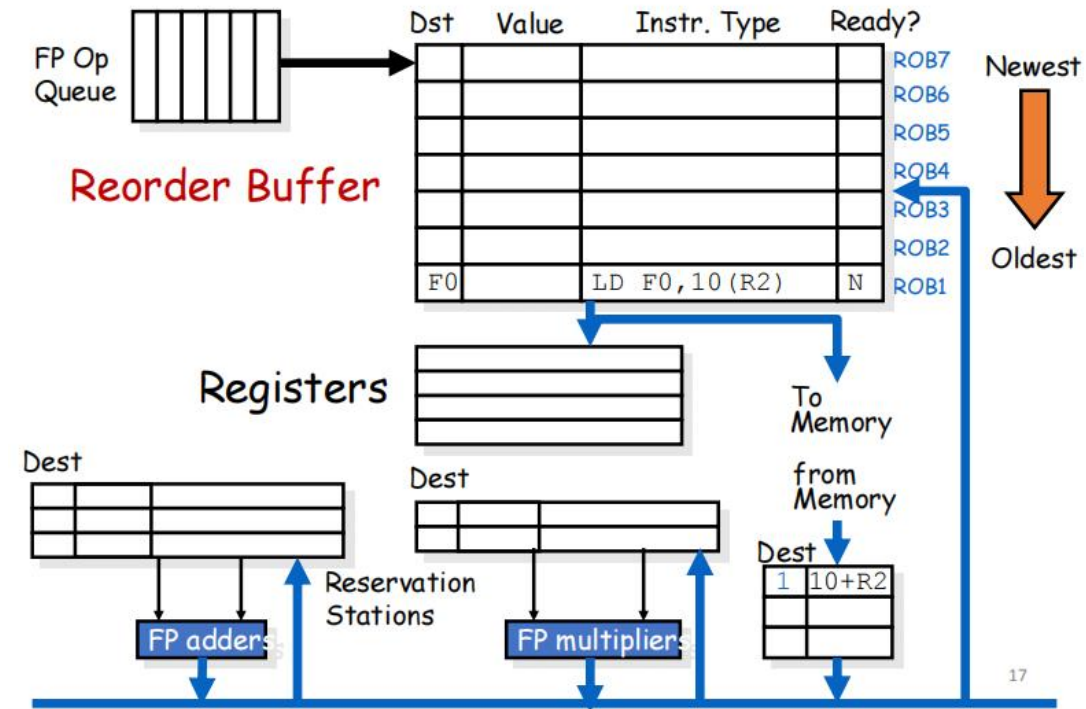 Dst Value Instr. Type Ready?
FP Op
Queue
ROB7
ROB6
ROB5
ROB4
ROB3
ROB2
ROB1
Newest
Oldest
Reorder Buffer
F0 LD F0,10(R2) N
Registers
To
Memory
from
Memory
Dest
Dest
Dest
1 10+R2
Reservation
Stations
FP adders
FP multipliers
17